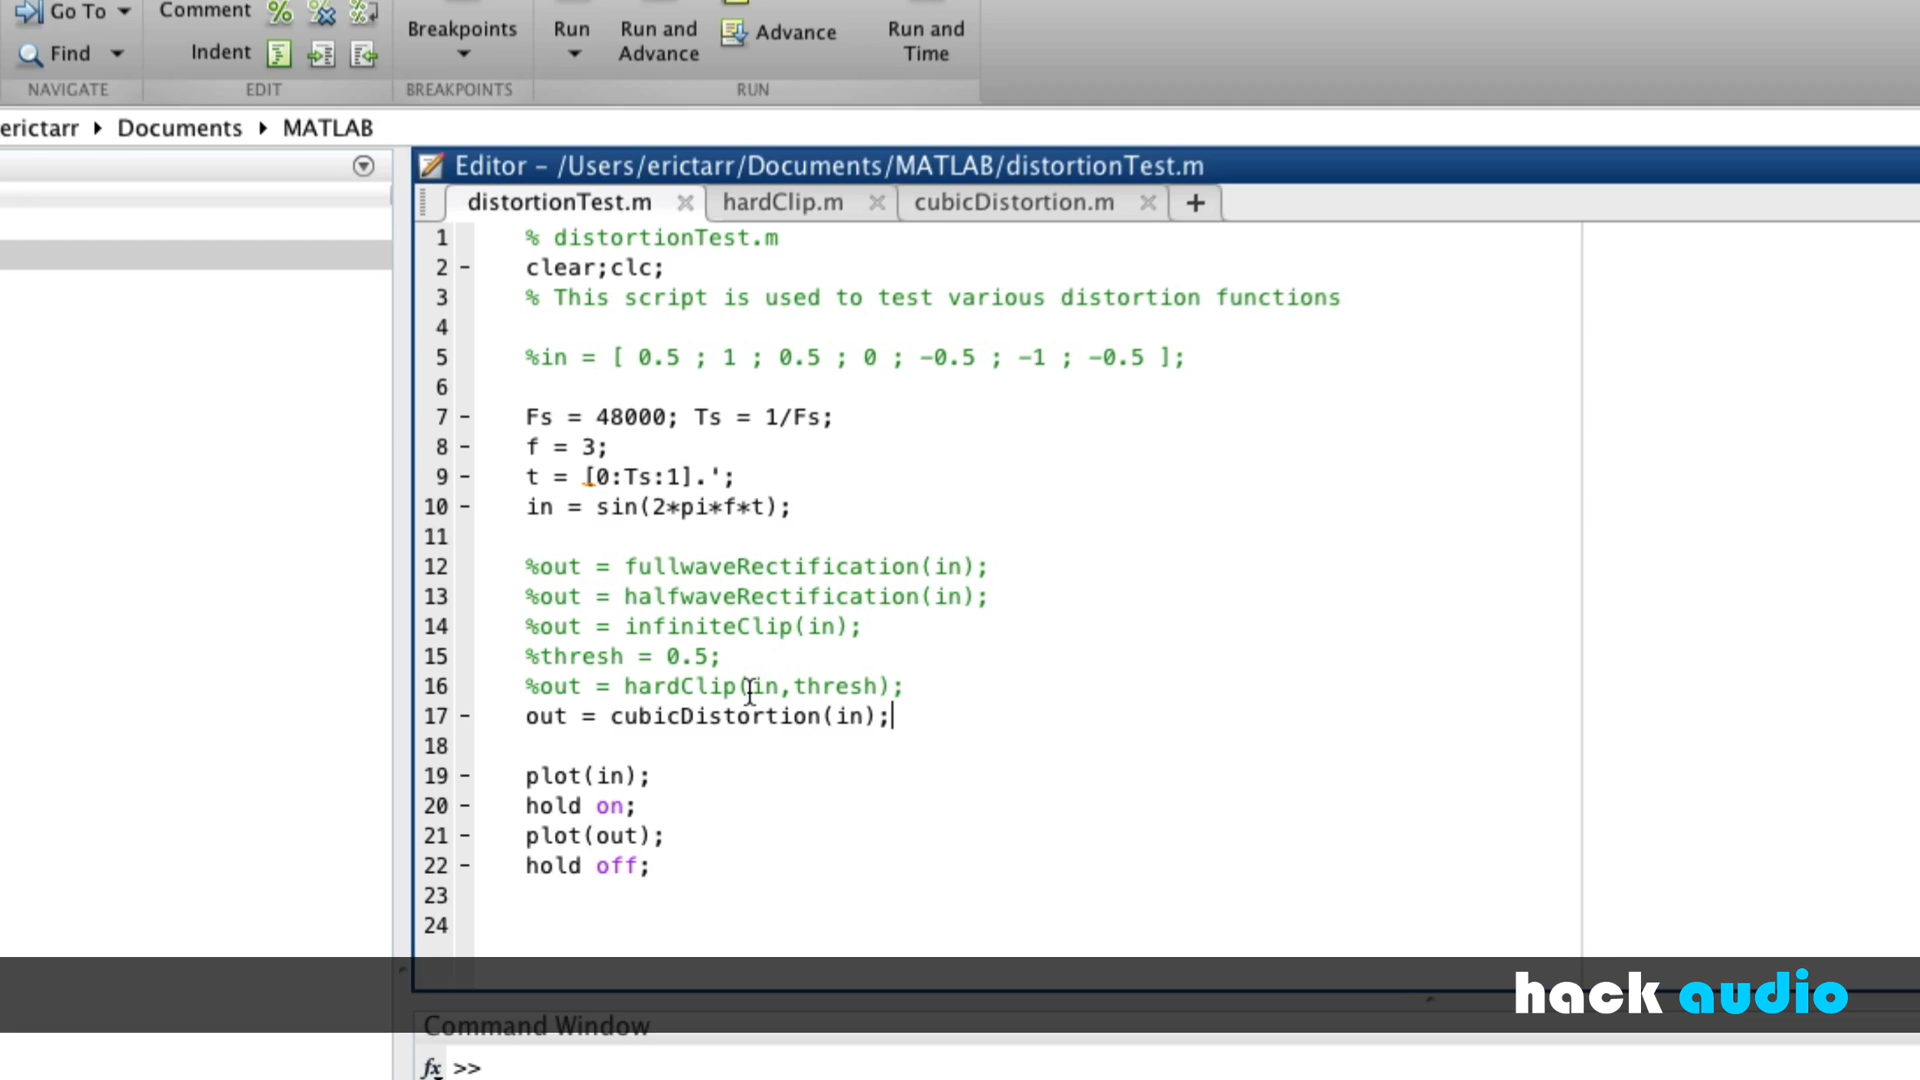 Go To
Comment
Find
Indent
Breakpoints
Run
Run and Advance
Advance
Run and Time
NAVIGATE
EDIT
BREAKPOINTS
RUN
erictarr ▸ Documents ▸ MATLAB
Editor - /Users/erictarr/Documents/MATLAB/distortionTest.m
distortionTest.m × hardClip.m × cubicDistortion.m × +
1 % distortionTest.m
2 - clear;clc;
3 % This script is used to test various distortion functions
4
5 %in = [ 0.5 ; 1 ; 0.5 ; 0 ; -0.5 ; -1 ; -0.5 ];
6
7 - Fs = 48000; Ts = 1/Fs;
8 - f = 3;
9 - t = [0:Ts:1].';
10 - in = sin(2*pi*f*t);
11
12 %out = fullwaveRectification(in);
13 %out = halfwaveRectification(in);
14 %out = infiniteClip(in);
15 %thresh = 0.5;
16 %out = hardClip(in,thresh);
17 - out = cubicDistortion(in);
18
19 - plot(in);
20 - hold on;
21 - plot(out);
22 - hold off;
23
24
hack audio
Command Window
fx >>